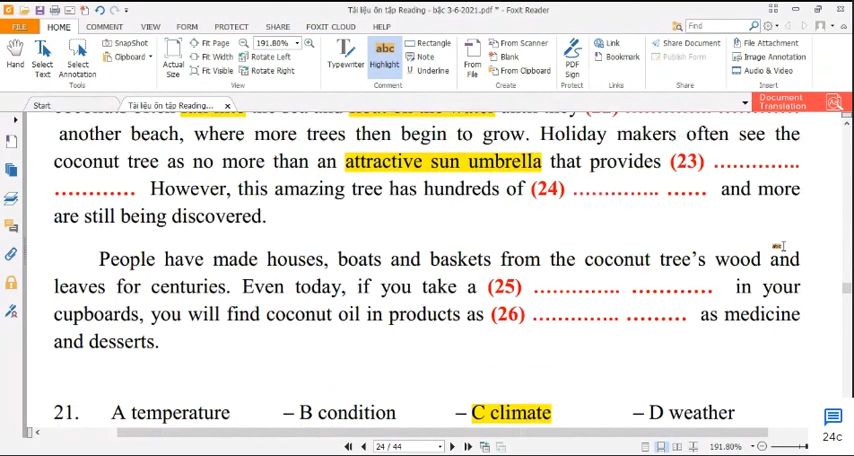 Tài liệu ôn tập Reading - bậc 3-6-2021.pdf * - Foxit Reader
FILE HOME COMMENT VIEW FORM PROTECT SHARE FOXIT CLOUD HELP
Find
Hand
Select Text
Select Annotation
SnapShot
Clipboard
Tools
Actual Size
Fit Page
Fit Width
Fit Visible
191.80%
Rotate Left
Rotate Right
View
Typewriter
Highlight
Rectangle
Note
Underline
Comment
From File
From Scanner
Blank
From Clipboard
Create
PDF Sign
Protect
Link
Bookmark
Links
Share Document
Publish Form
Share
File Attachment
Image Annotation
Audio & Video
Insert
Start
Tài liệu ôn tập Reading...
Document Translation
another beach, where more trees then begin to grow. Holiday makers often see the
coconut tree as no more than an attractive sun umbrella that provides (23) …………..
………… However, this amazing tree has hundreds of (24) ………….. …… and more
are still being discovered.
People have made houses, boats and baskets from the coconut tree's wood and
leaves for centuries. Even today, if you take a (25) ………….. ………… in your
cupboards, you will find coconut oil in products as (26) ………….. ……… as medicine
and desserts.
21. A temperature – B condition – C climate – D weather
24 / 44
191.80%
24c